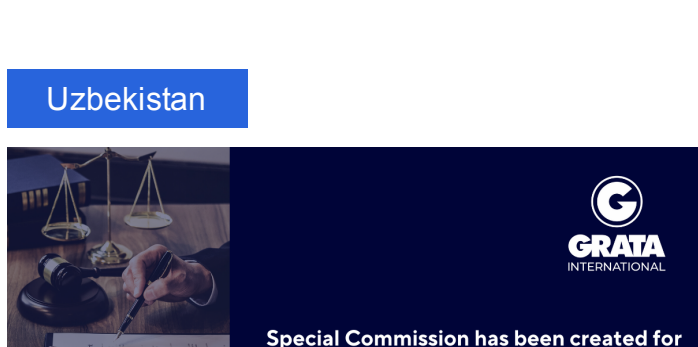 Uzbekistan
G
GRATA
INTERNATIONAL
Special Commission has been created for